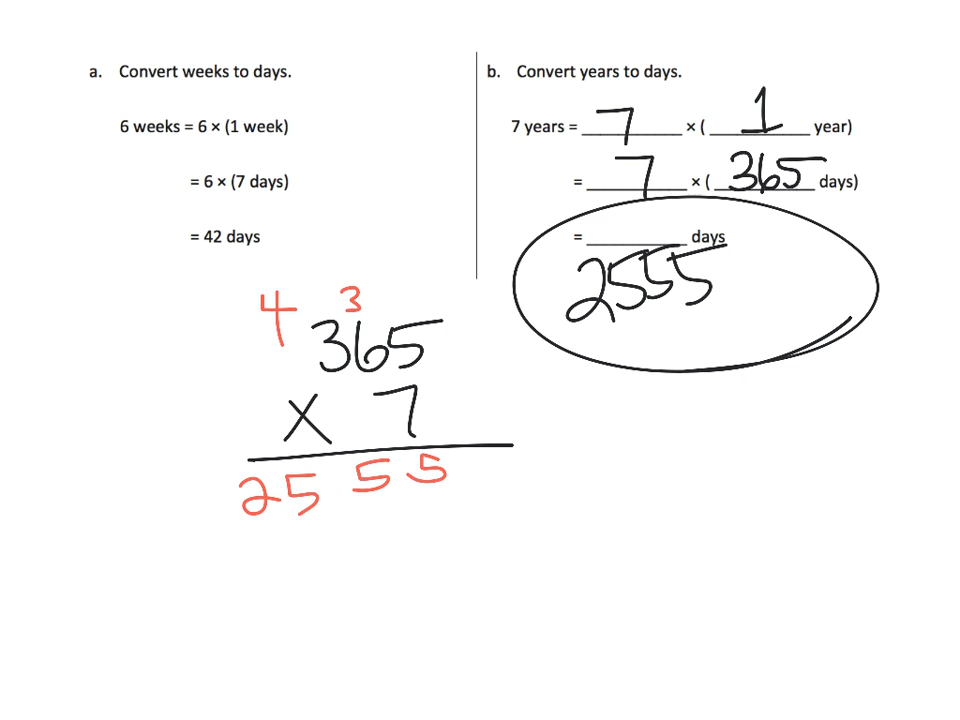 a. Convert weeks to days.
6 weeks = 6 × (1 week)
= 6 × (7 days)
= 42 days
b. Convert years to days.
7 years = 7 × ( 1 year)
= 7 × ( 365 days)
= ________ days
2555
4 3
365
X 7
2555